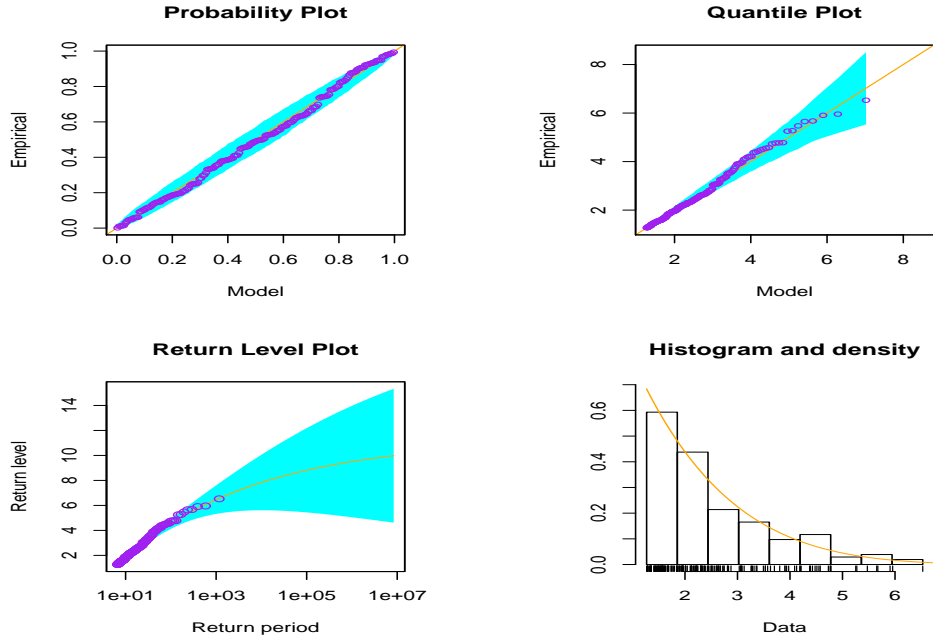 Probability Plot
Empirical
0.0 0.2 0.4 0.6 0.8 1.0
0.0 0.2 0.4 0.6 0.8 1.0
Model
Quantile Plot
Empirical
2 4 6 8
2 4 6 8
Model
Return Level Plot
Return level
2 4 6 8 10 14
1e+01 1e+03 1e+05 1e+07
Return period
Histogram and density
0.0 0.2 0.4 0.6
2 3 4 5 6
Data